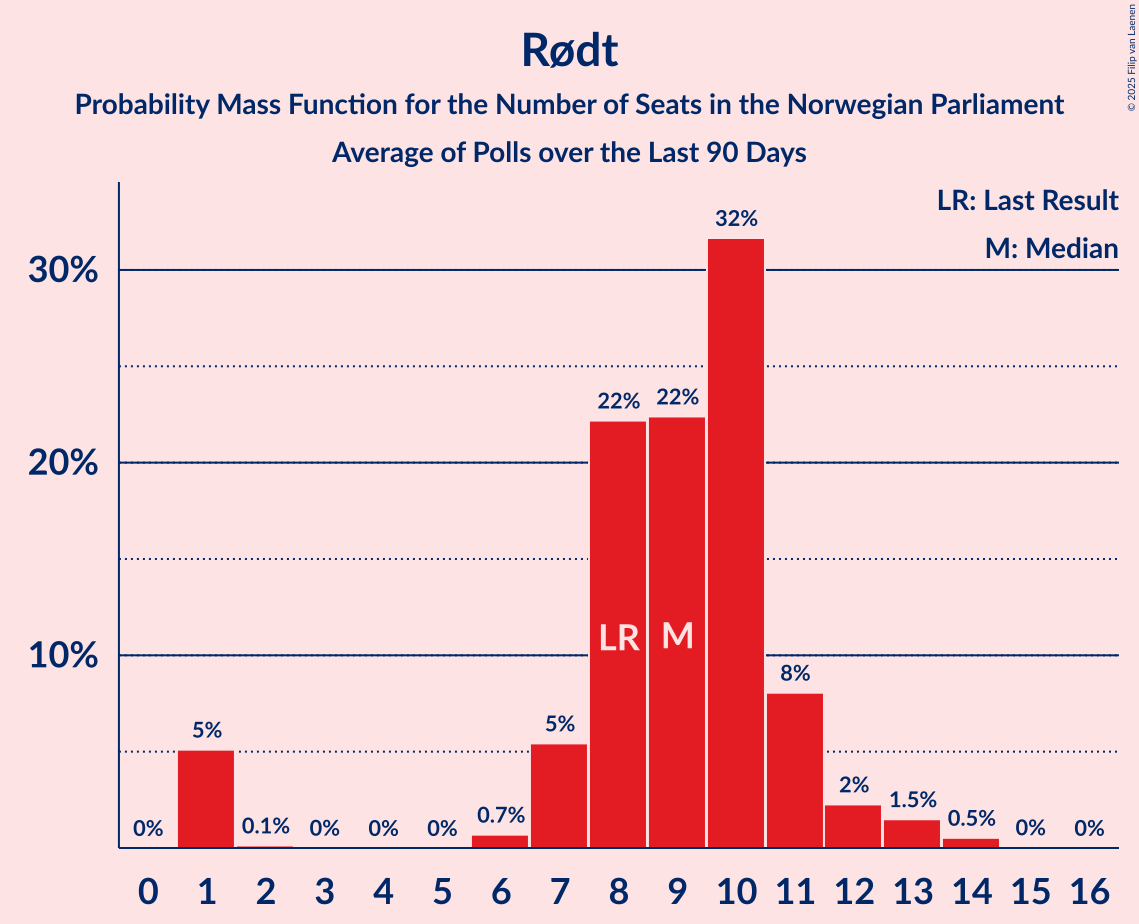 Rødt
Probability Mass Function for the Number of Seats in the Norwegian Parliament
Average of Polls over the Last 90 Days
© 2025 Filip van Laenen
LR: Last Result
M: Median
30%
20%
10%
0%
5%
0.1%
0%
0%
0%
0.7%
5%
22%
22%
32%
8%
2%
1.5%
0.5%
0%
0%
LR
M
0 1 2 3 4 5 6 7 8 9 10 11 12 13 14 15 16